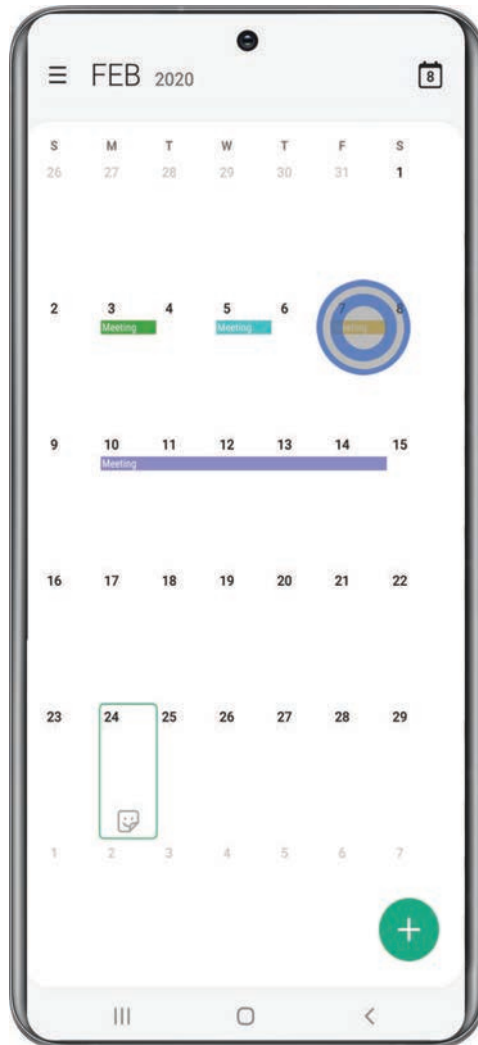 FEB 2020
8
S M T W T F S
26 27 28 29 30 31 1
2 3 4 5 6 7 8
Meeting Meeting
9 10 11 12 13 14 15
Meeting
16 17 18 19 20 21 22
23 24 25 26 27 28 29
1 2 3 4 5 6 7